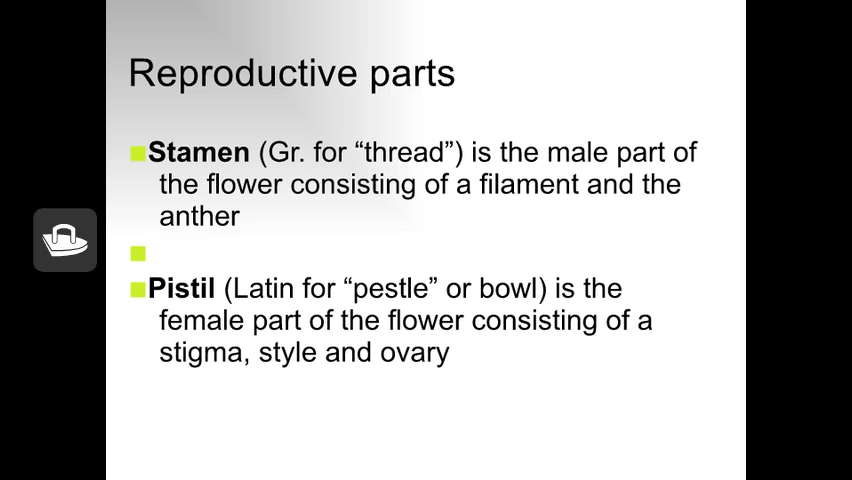 Reproductive parts
Stamen (Gr. for “thread”) is the male part of
the flower consisting of a filament and the
anther
Pistil (Latin for “pestle” or bowl) is the
female part of the flower consisting of a
stigma, style and ovary